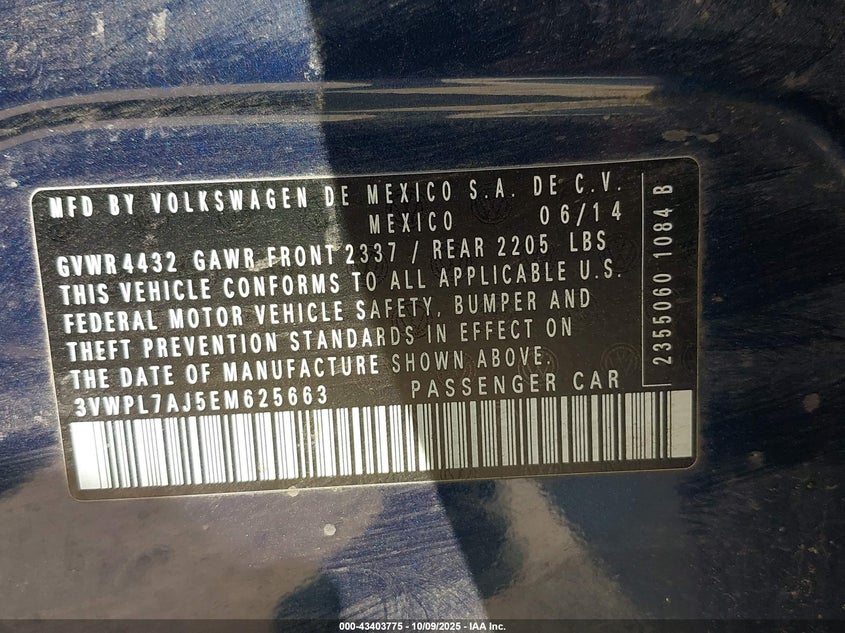 MFD BY VOLKSWAGEN DE MEXICO S.A. DE C.V.
MEXICO 06/14
GVWR 4432 GAWR FRONT 2337 / REAR 2205 LBS
THIS VEHICLE CONFORMS TO ALL APPLICABLE U.S.
FEDERAL MOTOR VEHICLE SAFETY, BUMPER AND
THEFT PREVENTION STANDARDS IN EFFECT ON
THE DATE OF MANUFACTURE SHOWN ABOVE.
3VWPL7AJ5EM625663 PASSENGER CAR
2355060 1084 B
000-43403775 - 10/09/2025 - IAA Inc.